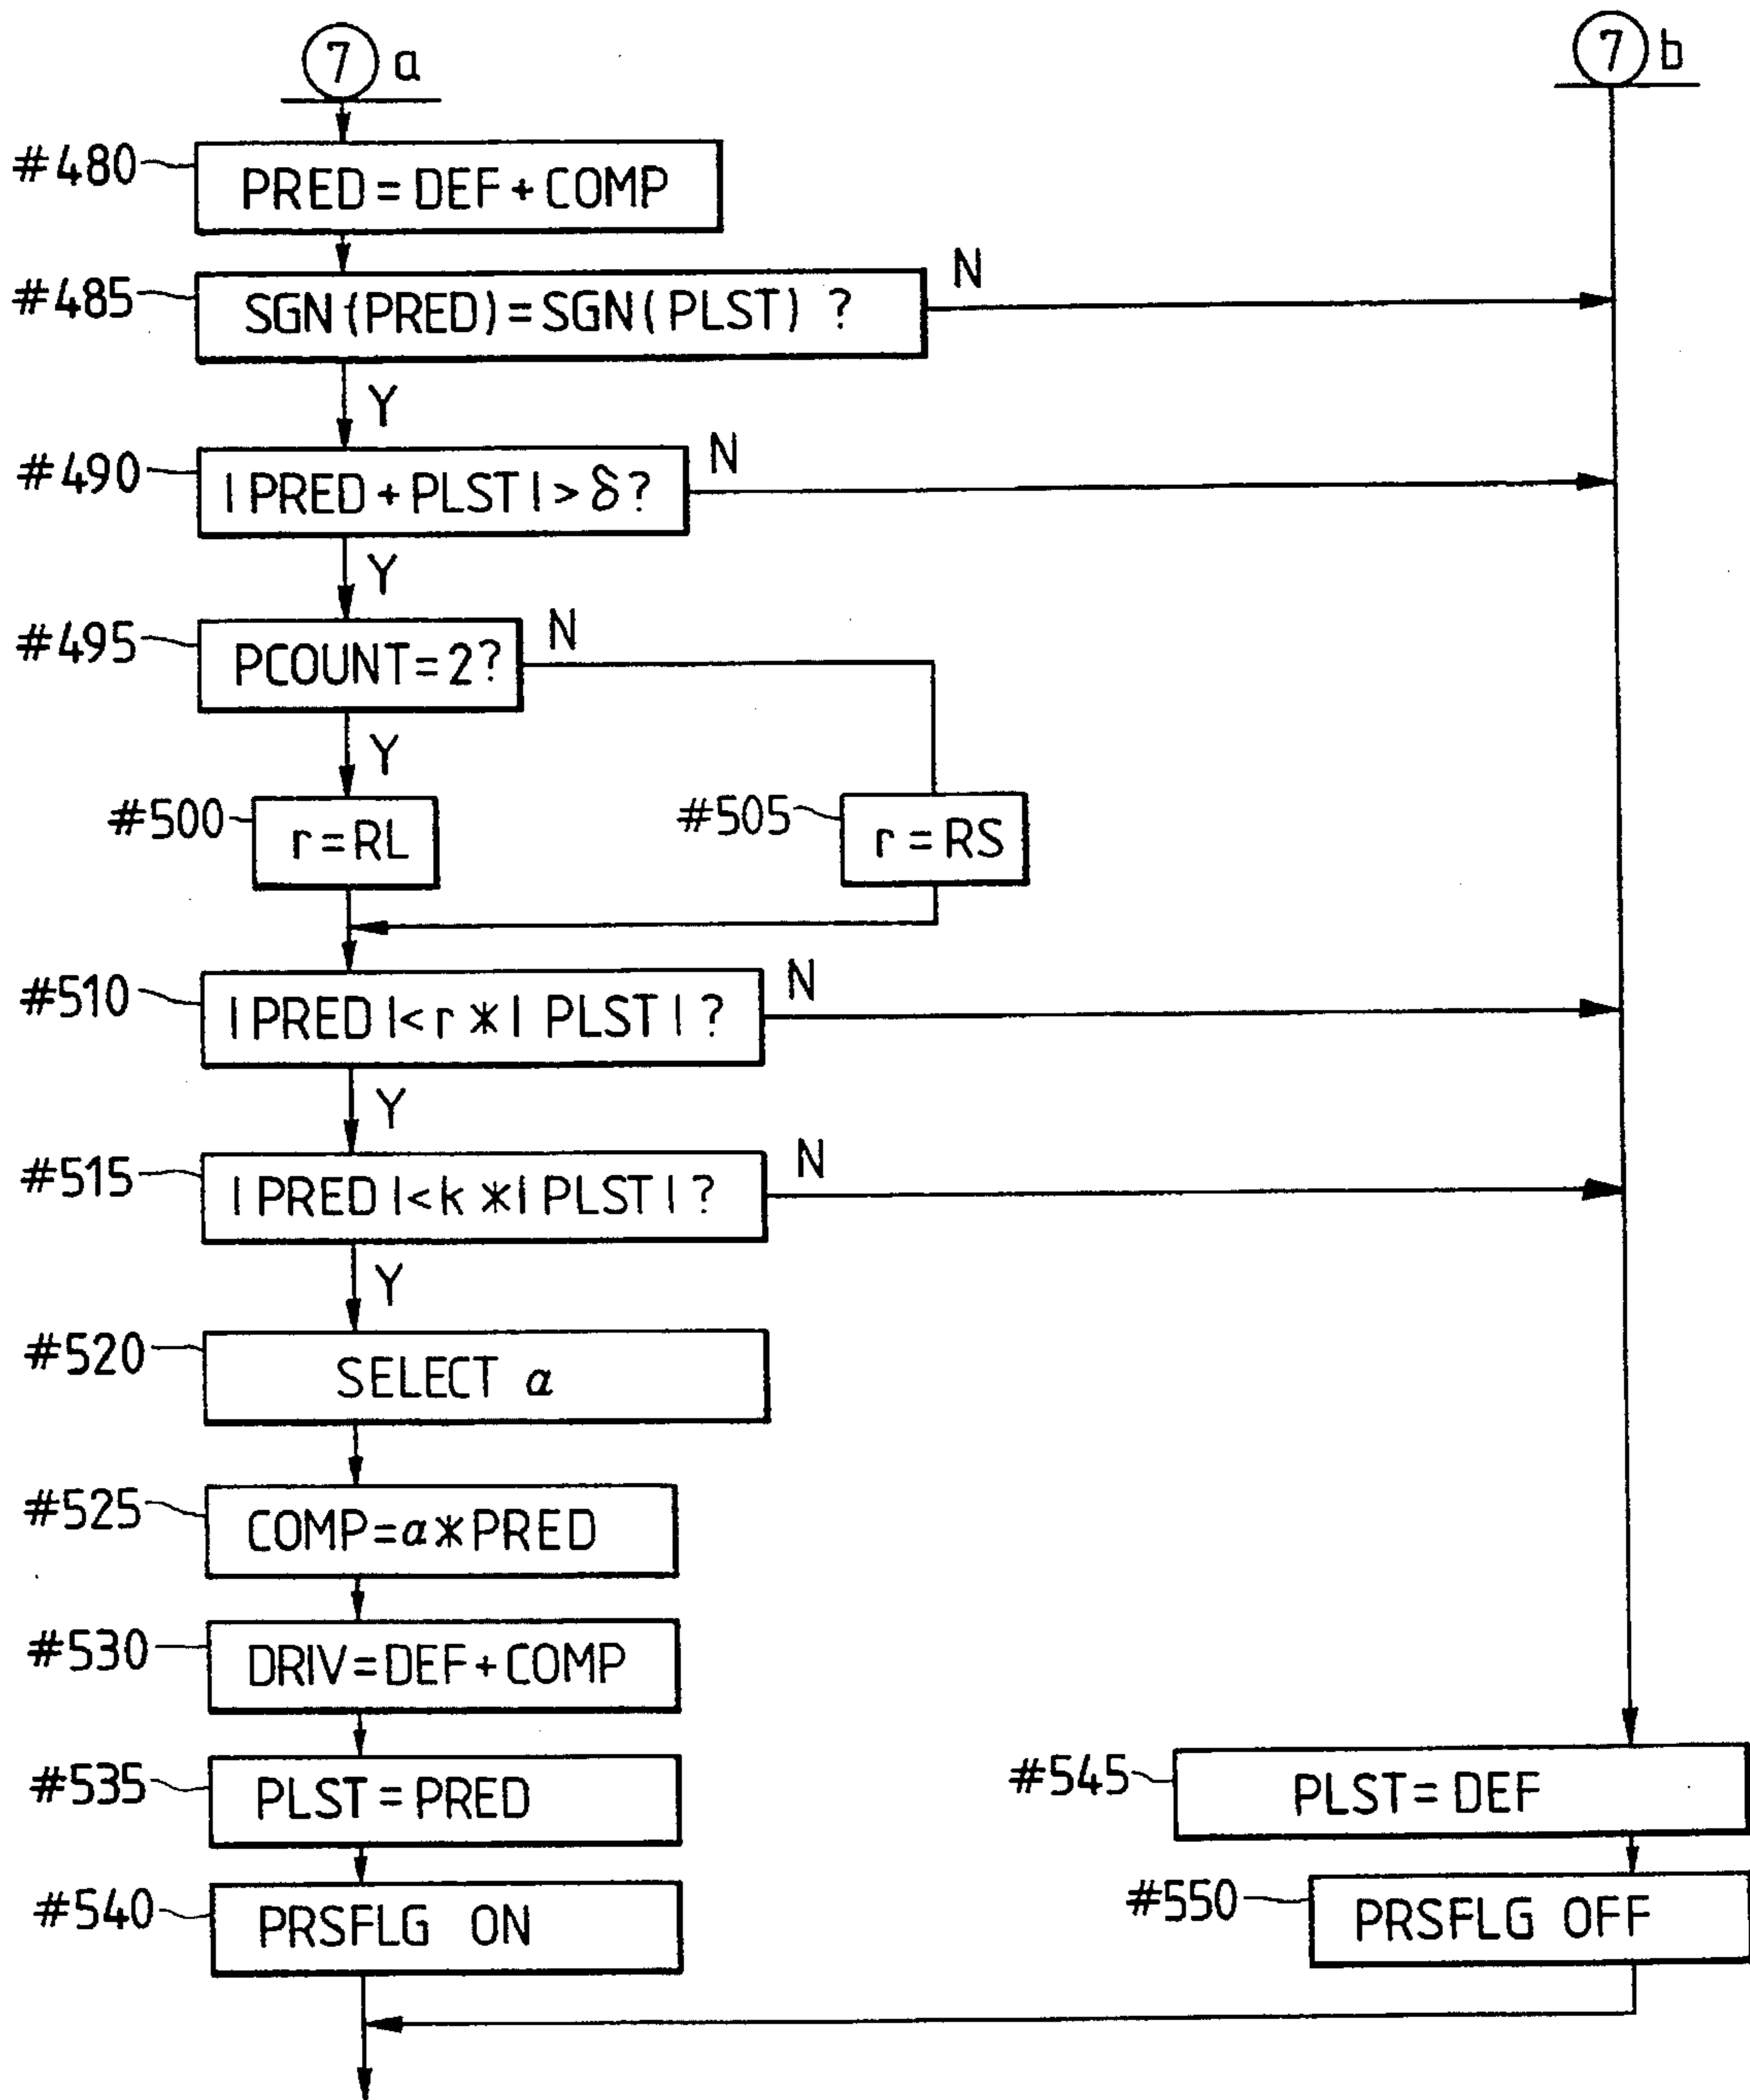 7 a
7 b
#480
PRED = DEF + COMP
#485
SGN (PRED) = SGN (PLST) ?
N
Y
#490
| PRED + PLST | > δ ?
N
Y
#495
PCOUNT = 2 ?
N
Y
#500
r = RL
#505
r = RS
#510
| PRED | < r * | PLST | ?
N
Y
#515
| PRED | < k * | PLST | ?
N
Y
#520
SELECT α
#525
COMP = α * PRED
#530
DRIV = DEF + COMP
#535
PLST = PRED
#545
PLST = DEF
#540
PRSFLG ON
#550
PRSFLG OFF